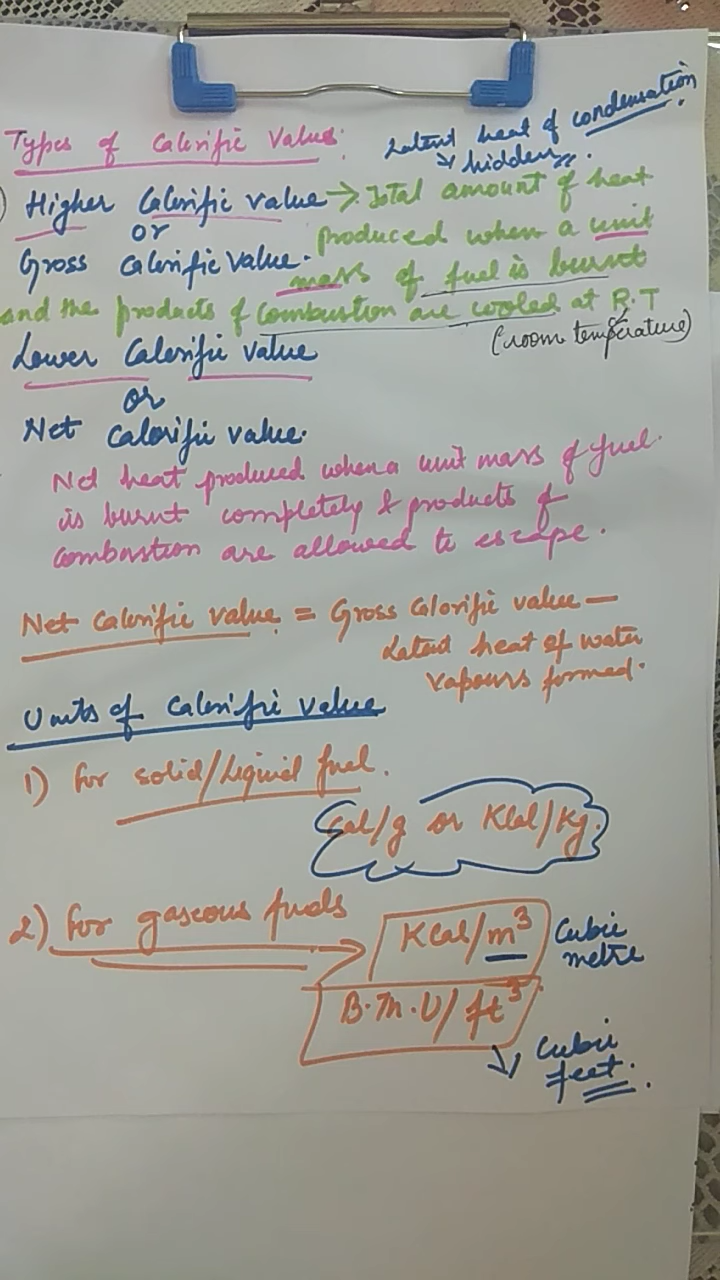 Types of Calorific Value:
Latent heat of condensation
hidden
Higher Calorific value → Total amount of heat
or
produced when a unit
Gross Calorific value.
mass of fuel is burnt
and the products of combustion are cooled at R.T
(room temperature)
Lower Calorific value
or
Net Calorific value.
Net heat produced when a unit mass of fuel
is burnt completely & products of
combustion are allowed to escape.
Net Calorific value = Gross Calorific value –
Latent heat of water
vapours formed.
Units of Calorific value
1) for solid/liquid fuel.
Cal/g or KCal/Kg.
2) for gaseous fuels
KCal/m³
Cubic
metre
B.Th.U/ft³
Cubic
feet.